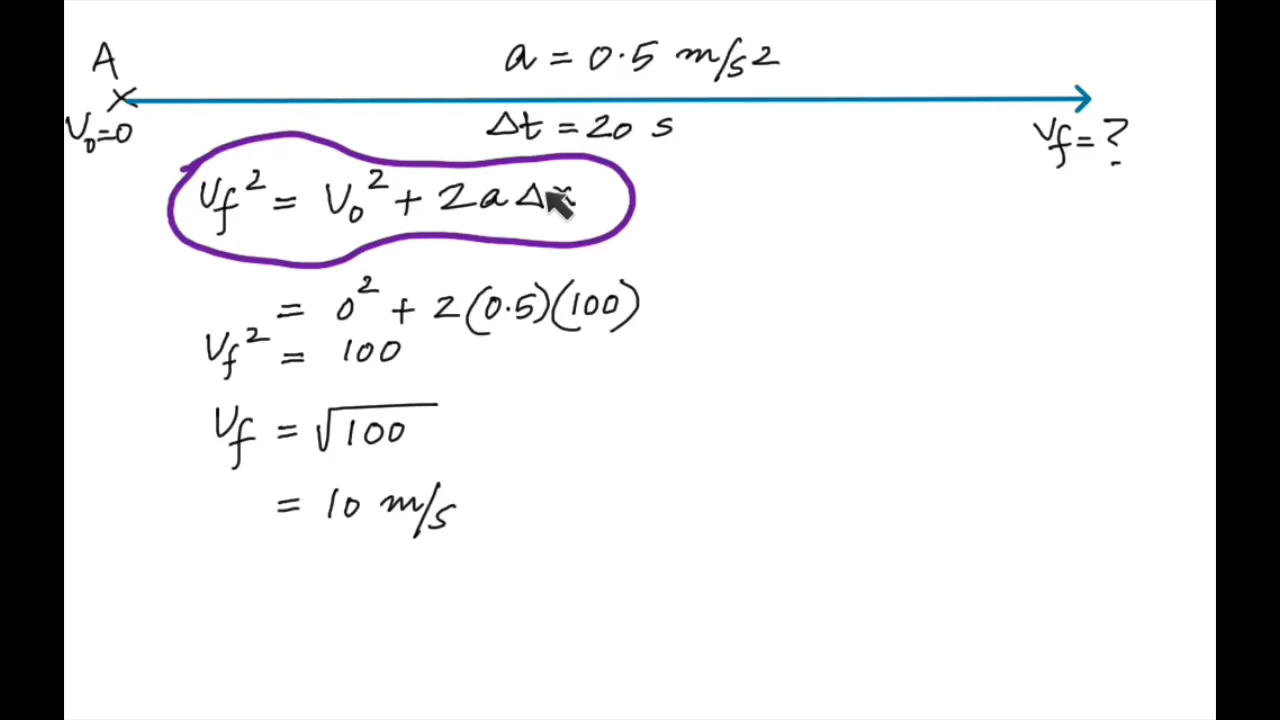 A
a = 0.5 m/s2
V₀=0
Δt = 20 s
Vf = ?
Vf² = V₀² + 2a Δ
= 0² + 2(0.5)(100)
Vf² = 100
Vf = √100
= 10 m/s